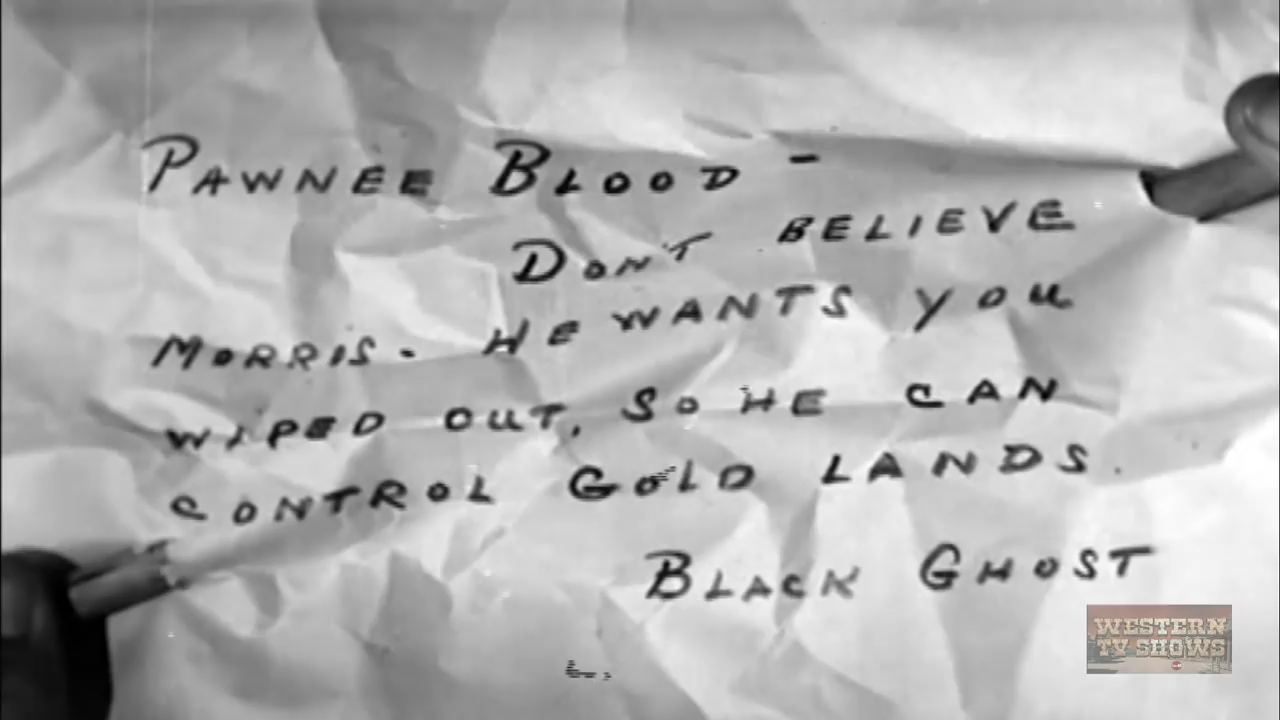 PAWNEE BLOOD -
DON'T BELIEVE
MORRIS. HE WANTS YOU
WIPED OUT, SO HE CAN
CONTROL GOLD LANDS.
BLACK GHOST
WESTERN
TV SHOWS